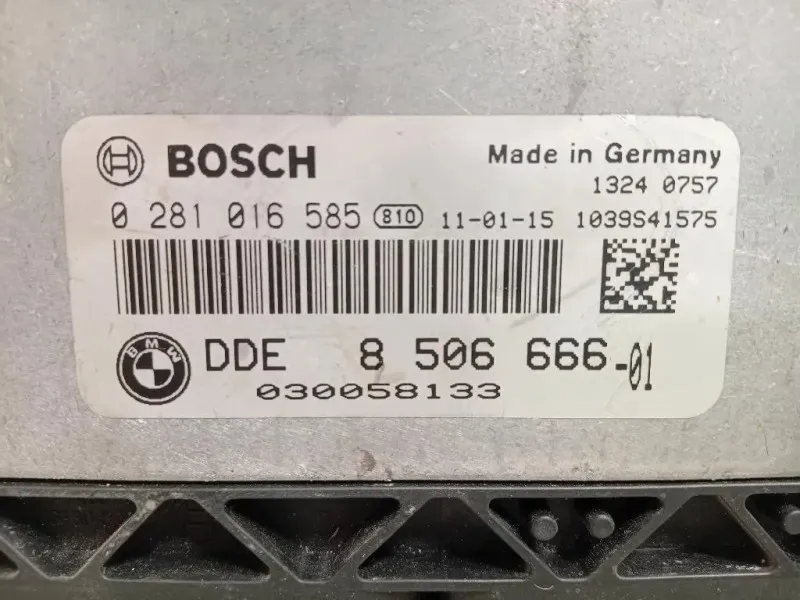 BOSCH Made in Germany
1324 0757
0 281 016 585 810 11-01-15 1039S41575
BMW DDE 8 506 666-01
030058133